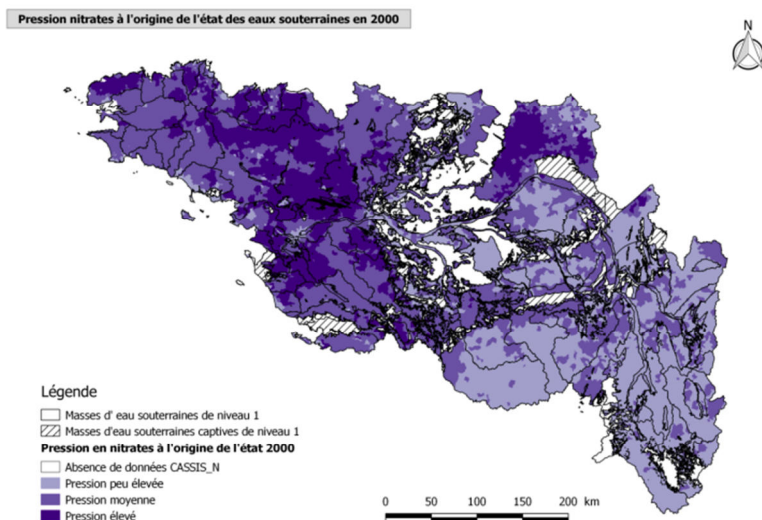 Pression nitrates à l'origine de l'état des eaux souterraines en 2000
N
Légende
Masses d' eau souterraines de niveau 1
Masses d'eau souterraines captives de niveau 1
Pression en nitrates à l'origine de l'état 2000
Absence de données CASSIS_N
Pression peu élevée
Pression moyenne
Pression élevé
0 50 100 150 200 km